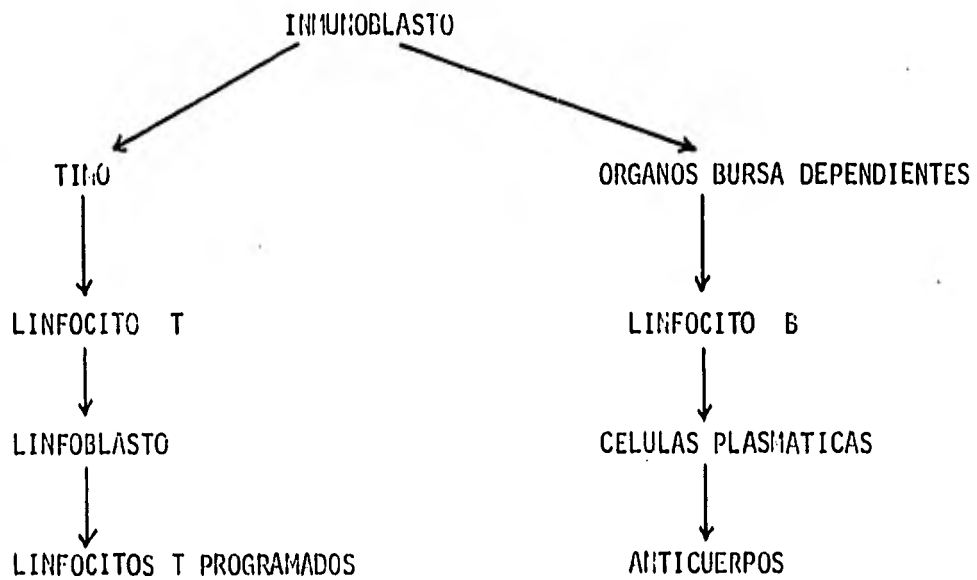 INMUNOBLASTO
TIMO
ORGANOS BURSA DEPENDIENTES
LINFOCITO T
LINFOCITO B
LINFOBLASTO
CELULAS PLASMATICAS
LINFOCITOS T PROGRAMADOS
ANTICUERPOS